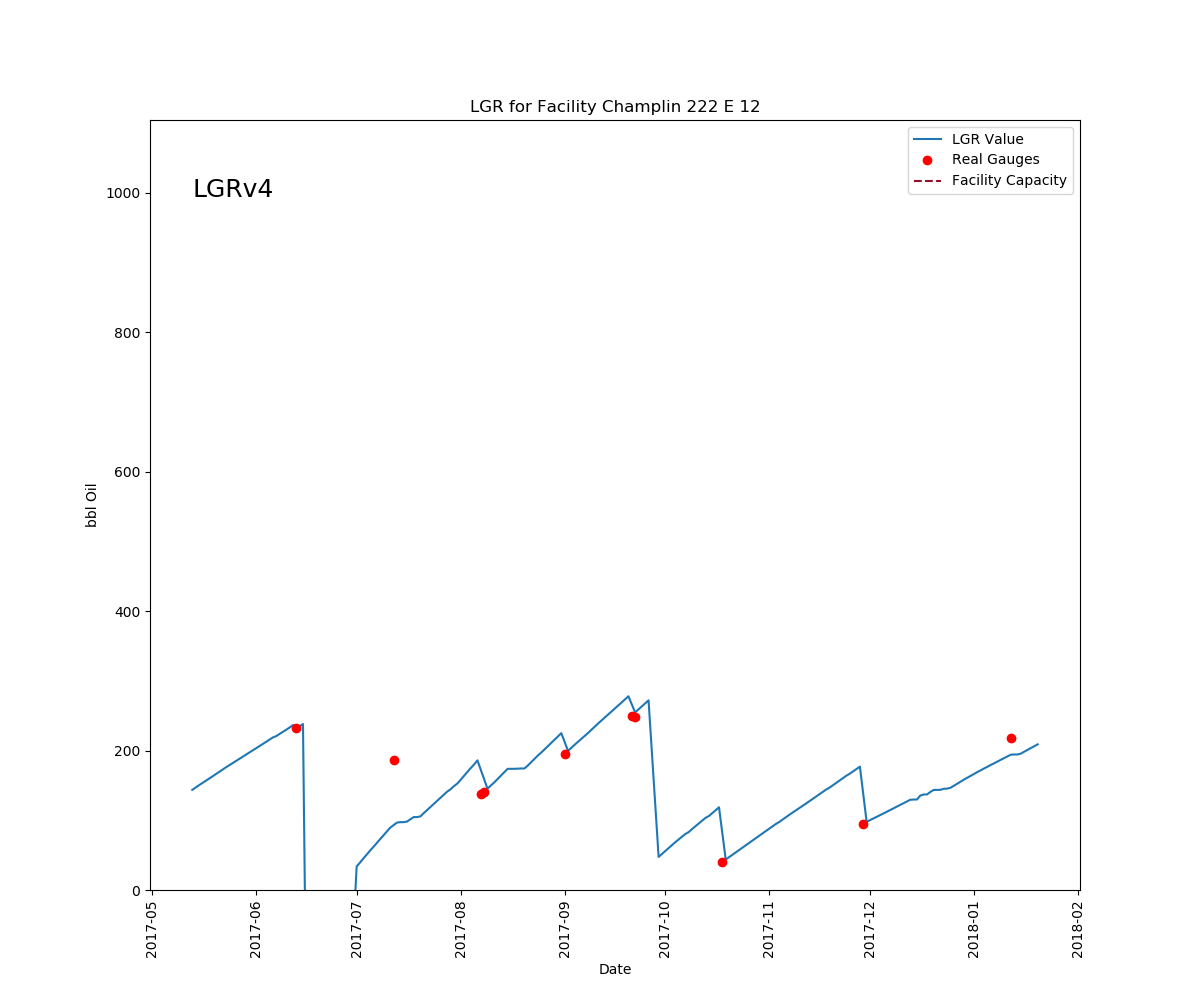 LGR for Facility Champlin 222 E 12
LGR Value
Real Gauges
Facility Capacity
LGRv4
1000
800
600
400
200
0
bbl Oil
2017-05
2017-06
2017-07
2017-08
2017-09
2017-10
2017-11
2017-12
2018-01
2018-02
Date